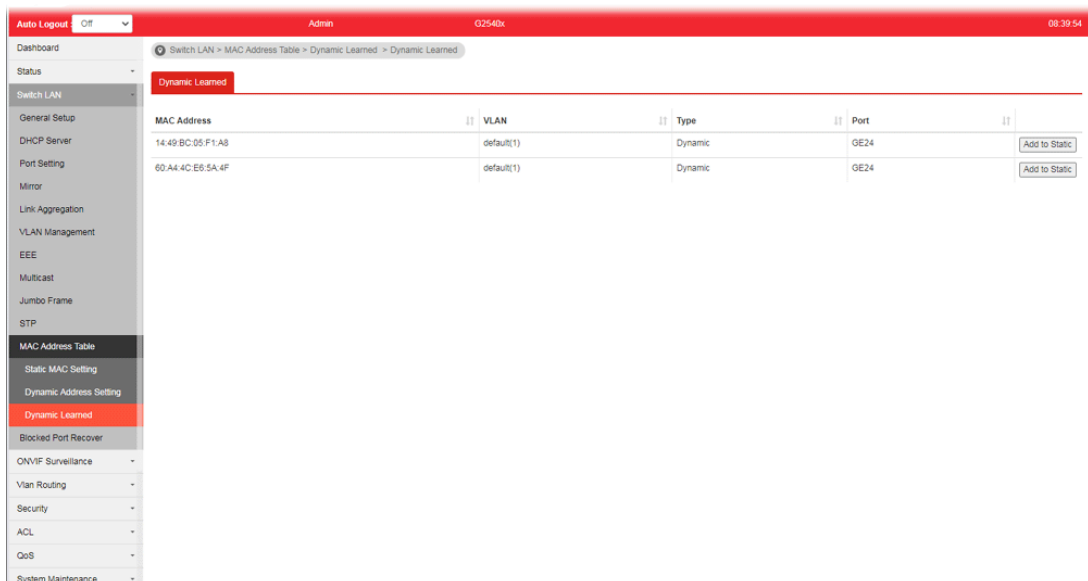 Auto Logout : Off Admin G2540x 08:39:54
Dashboard
Status
Switch LAN
General Setup
DHCP Server
Port Setting
Mirror
Link Aggregation
VLAN Management
EEE
Multicast
Jumbo Frame
STP
MAC Address Table
Static MAC Setting
Dynamic Address Setting
Dynamic Learned
Blocked Port Recover
ONVIF Surveillance
Vlan Routing
Security
ACL
QoS
System Maintenance
Switch LAN > MAC Address Table > Dynamic Learned > Dynamic Learned
Dynamic Learned
MAC Address VLAN Type Port
14:49:BC:05:F1:A8 default(1) Dynamic GE24 Add to Static
60:A4:4C:E6:5A:4F default(1) Dynamic GE24 Add to Static